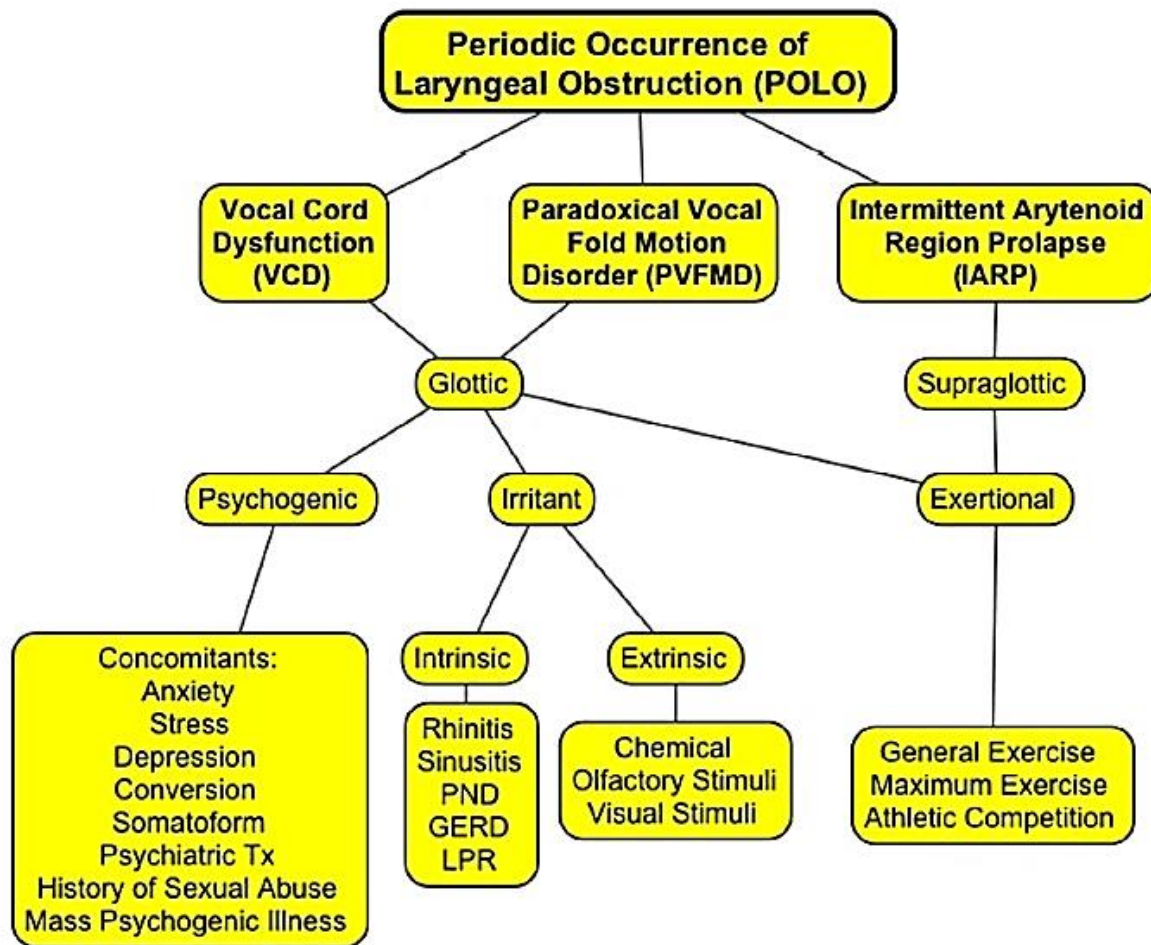 Periodic Occurrence of
Laryngeal Obstruction (POLO)
Vocal Cord
Dysfunction
(VCD)
Paradoxical Vocal
Fold Motion
Disorder (PVFMD)
Intermittent Arytenoid
Region Prolapse
(IARP)
Glottic
Supraglottic
Psychogenic
Irritant
Exertional
Concomitants:
Anxiety
Stress
Depression
Conversion
Somatoform
Psychiatric Tx
History of Sexual Abuse
Mass Psychogenic Illness
Intrinsic
Rhinitis
Sinusitis
PND
GERD
LPR
Extrinsic
Chemical
Olfactory Stimuli
Visual Stimuli
General Exercise
Maximum Exercise
Athletic Competition